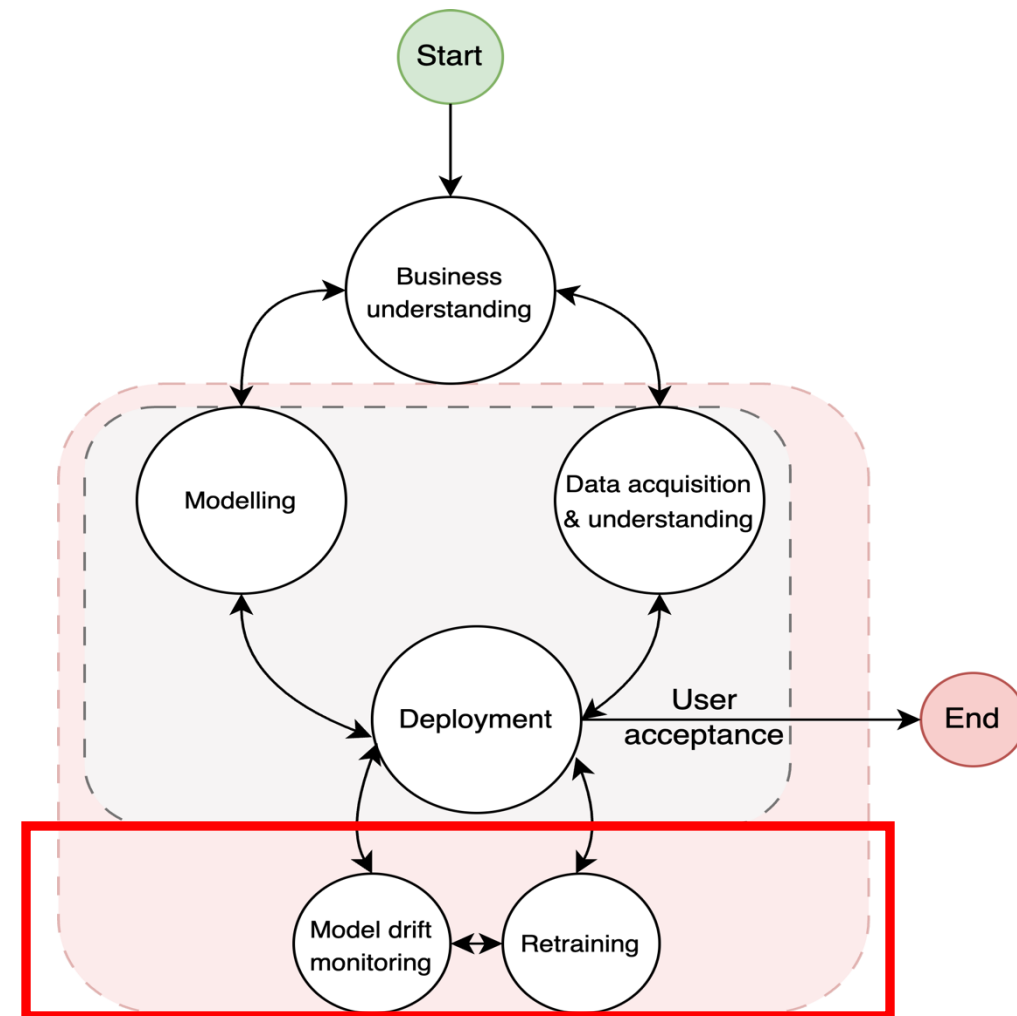 Start
Business
understanding
Modelling
Data acquisition
& understanding
Deployment
User
acceptance
End
Model drift
monitoring
Retraining